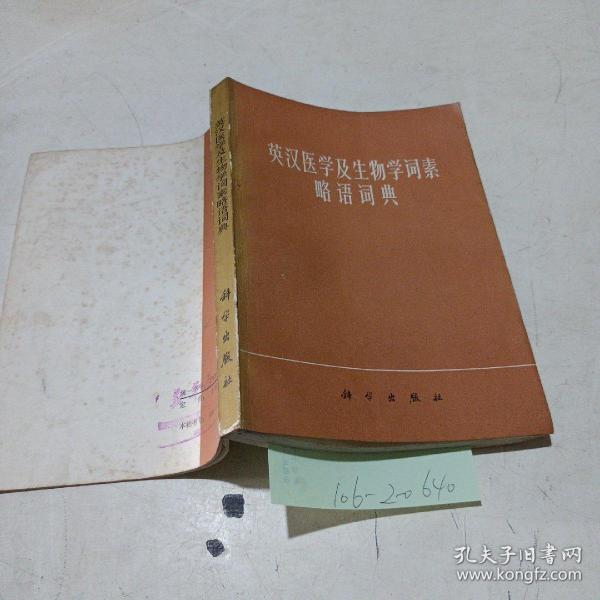 英汉医学及生物学词素
略语词典
科学出版社
英汉医学及生物学词素略语词典
科学出版社
106-20640
孔夫子旧书网
www.kongfz.com